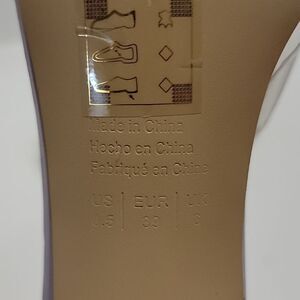 Made in China
Hecho en China
Fabriqué en Chine
US | EUR | UK